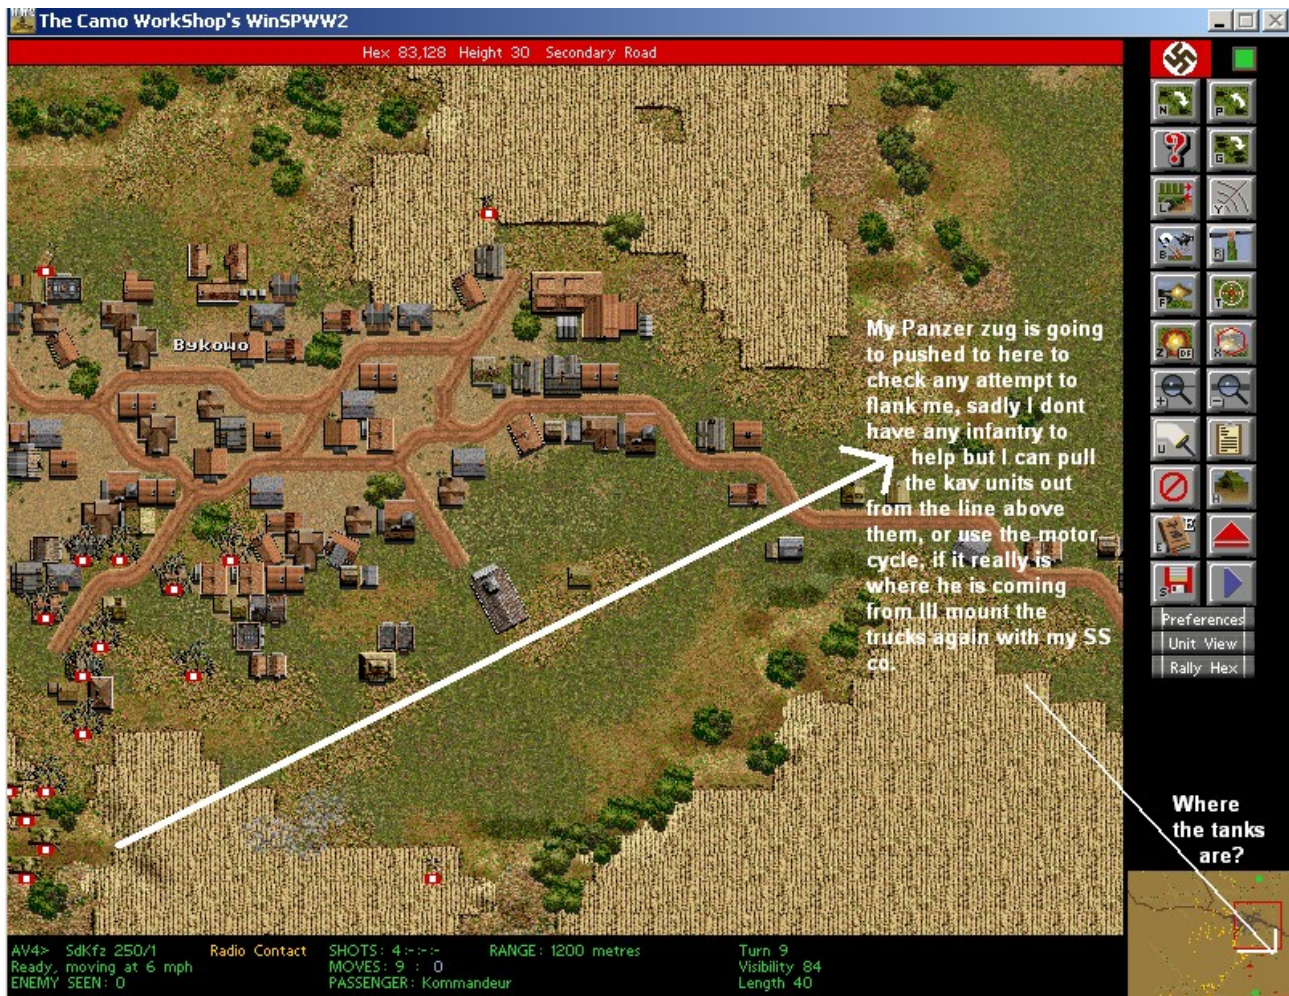 The Camo WorkShop's WinSPWW2
Hex 83,128 Height 30 Secondary Road
Bykowo
My Panzer zug is going
to pushed to here to
check any attempt to
flank me, sadly I dont
have any infantry to
help but I can pull
the kav units out
from the line above
them, or use the motor
cycle, if it really is
where he is coming
from Ill mount the
trucks again with my SS
co.
Preferences
Unit View
Rally Hex
Where
the tanks
are?
AV4> SdKfz 250/1 Radio Contact SHOTS: 4:-:-:- RANGE: 1200 metres Turn 9
Ready, moving at 6 mph MOVES: 9 : 0 Visibility 84
ENEMY SEEN: 0 PASSENGER: Kommandeur Length 40